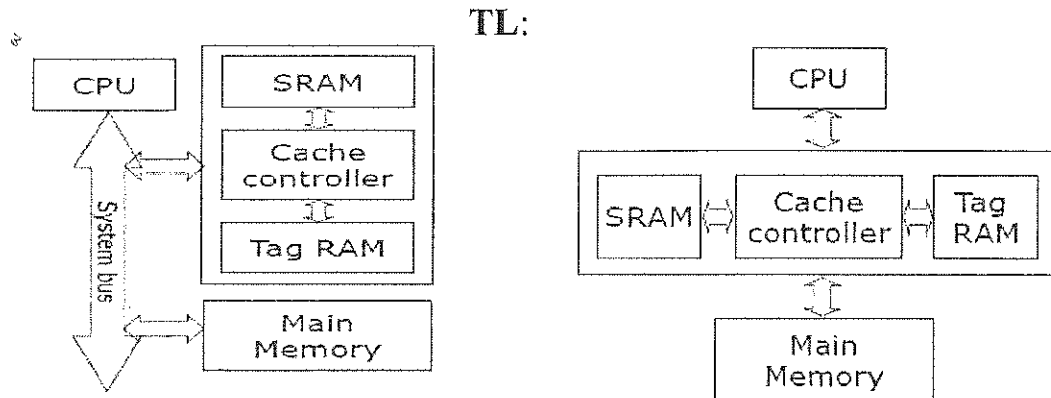 TL:
CPU
SRAM
Cache
controller
Tag RAM
System bus
Main
Memory
CPU
SRAM
Cache
controller
Tag
RAM
Main
Memory